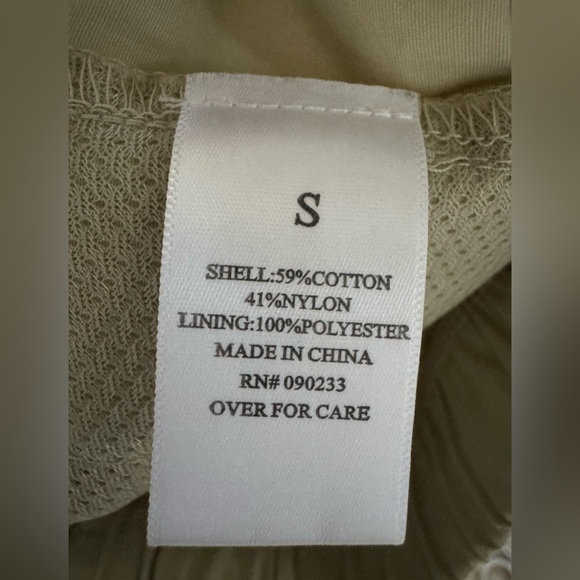 S
SHELL:59%COTTON
41%NYLON
LINING:100%POLYESTER
MADE IN CHINA
RN# 090233
OVER FOR CARE